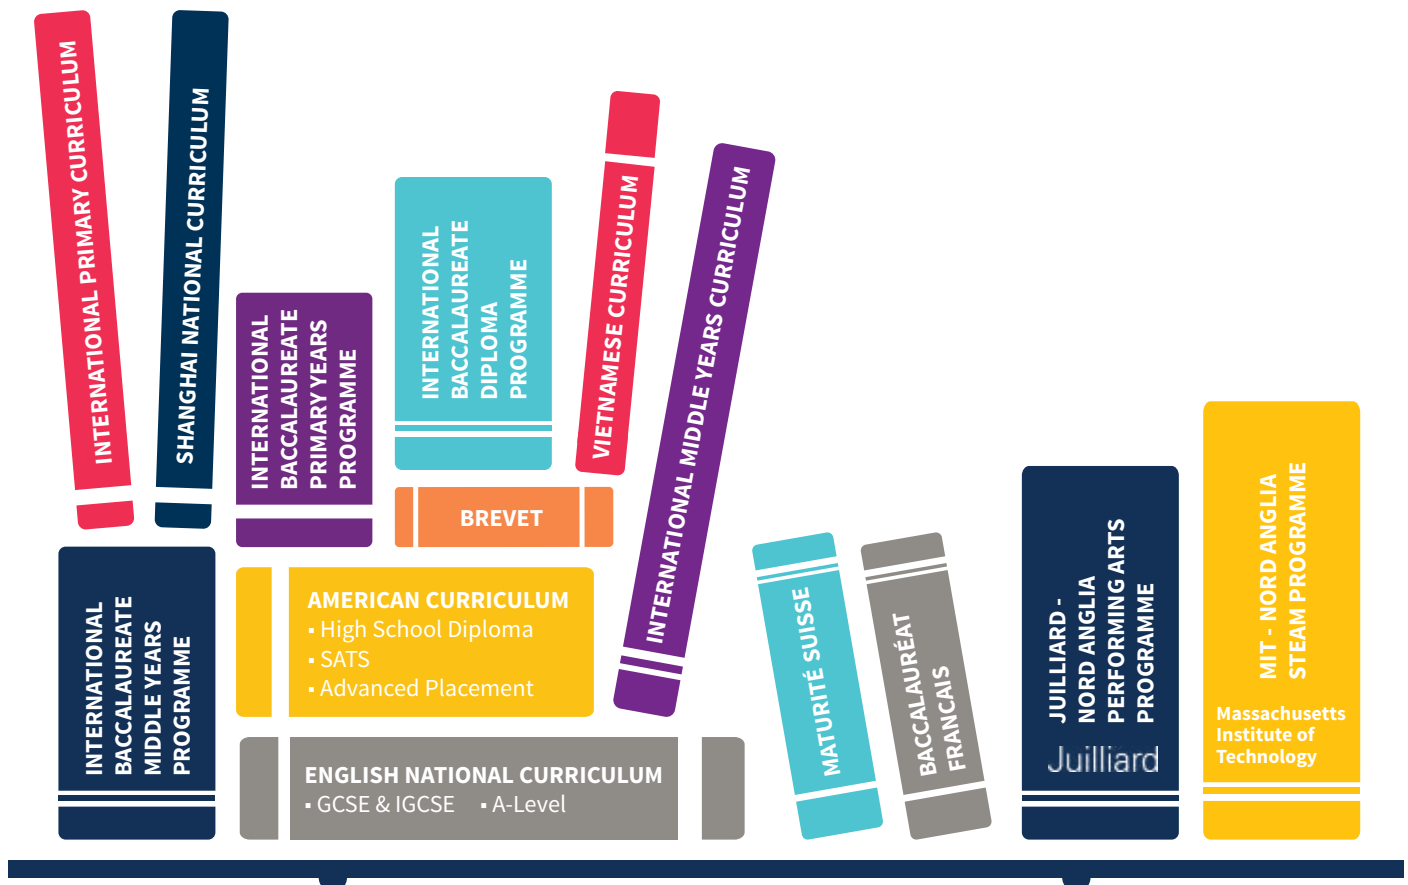 INTERNATIONAL PRIMARY CURRICULUM
SHANGHAI NATIONAL CURRICULUM
INTERNATIONAL
BACCALAUREATE
PRIMARY YEARS
PROGRAMME
INTERNATIONAL
BACCALAUREATE
DIPLOMA
PROGRAMME
VIETNAMESE CURRICULUM
INTERNATIONAL MIDDLE YEARS CURRICULUM
BREVET
INTERNATIONAL
BACCALAUREATE
MIDDLE YEARS
PROGRAMME
AMERICAN CURRICULUM
▪ High School Diploma
▪ SATS
▪ Advanced Placement
ENGLISH NATIONAL CURRICULUM
▪ GCSE & IGCSE ▪ A-Level
MATURITÉ SUISSE
BACCALAURÉAT
FRANCAIS
JUILLIARD -
NORD ANGLIA
PERFORMING ARTS
PROGRAMME
Juilliard
MIT - NORD ANGLIA
STEAM PROGRAMME
Massachusetts
Institute of
Technology